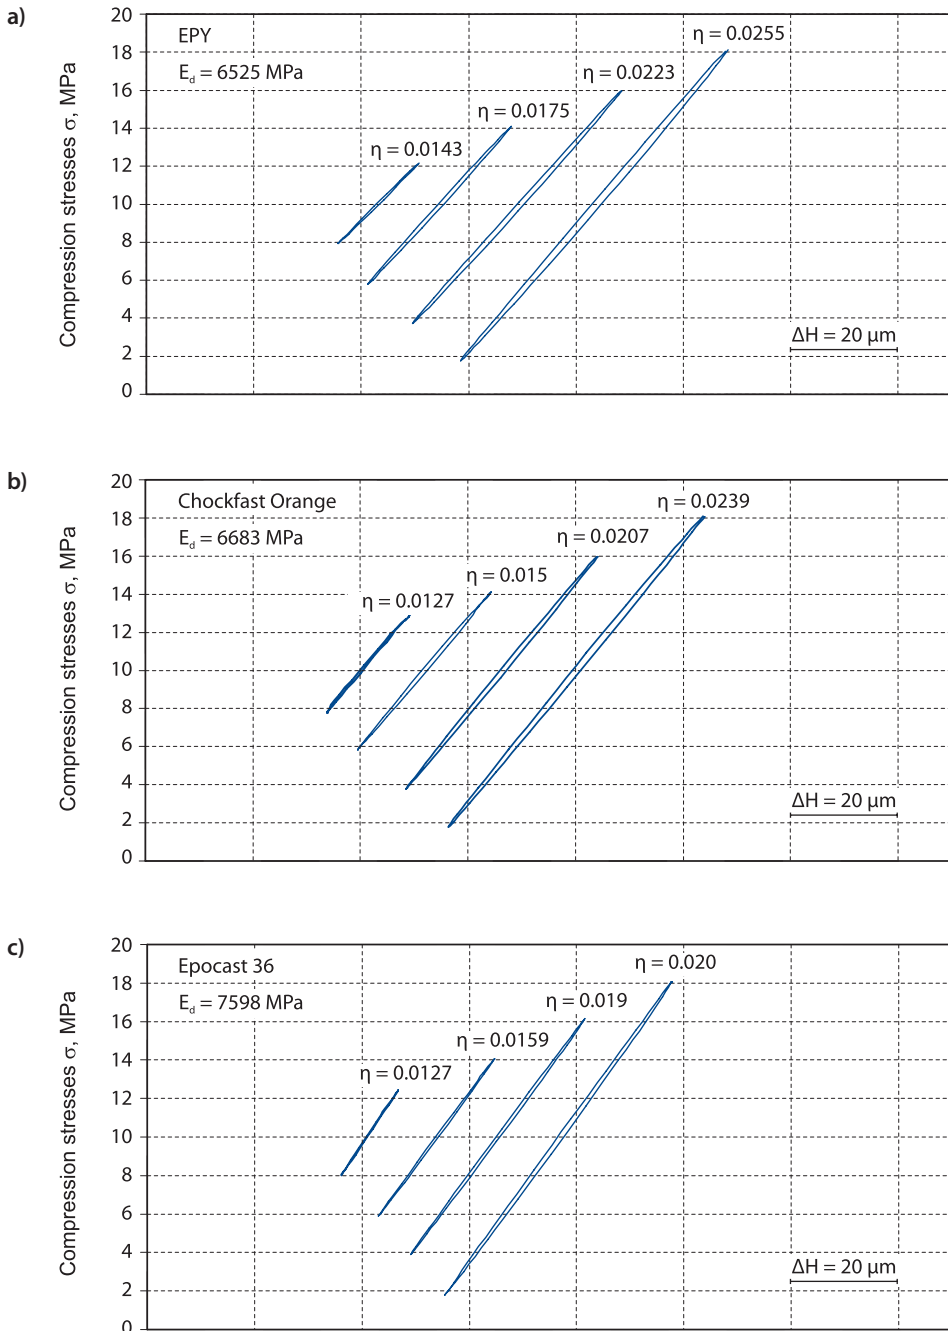 a)
Compression stresses σ, MPa
20
18
16
14
12
10
8
6
4
2
0
EPY
E_d = 6525 MPa
η = 0.0143
η = 0.0175
η = 0.0223
η = 0.0255
ΔH = 20 μm
b)
Compression stresses σ, MPa
20
18
16
14
12
10
8
6
4
2
0
Chockfast Orange
E_d = 6683 MPa
η = 0.0127
η = 0.015
η = 0.0207
η = 0.0239
ΔH = 20 μm
c)
Compression stresses σ, MPa
20
18
16
14
12
10
8
6
4
2
0
Epocast 36
E_d = 7598 MPa
η = 0.0127
η = 0.0159
η = 0.019
η = 0.020
ΔH = 20 μm